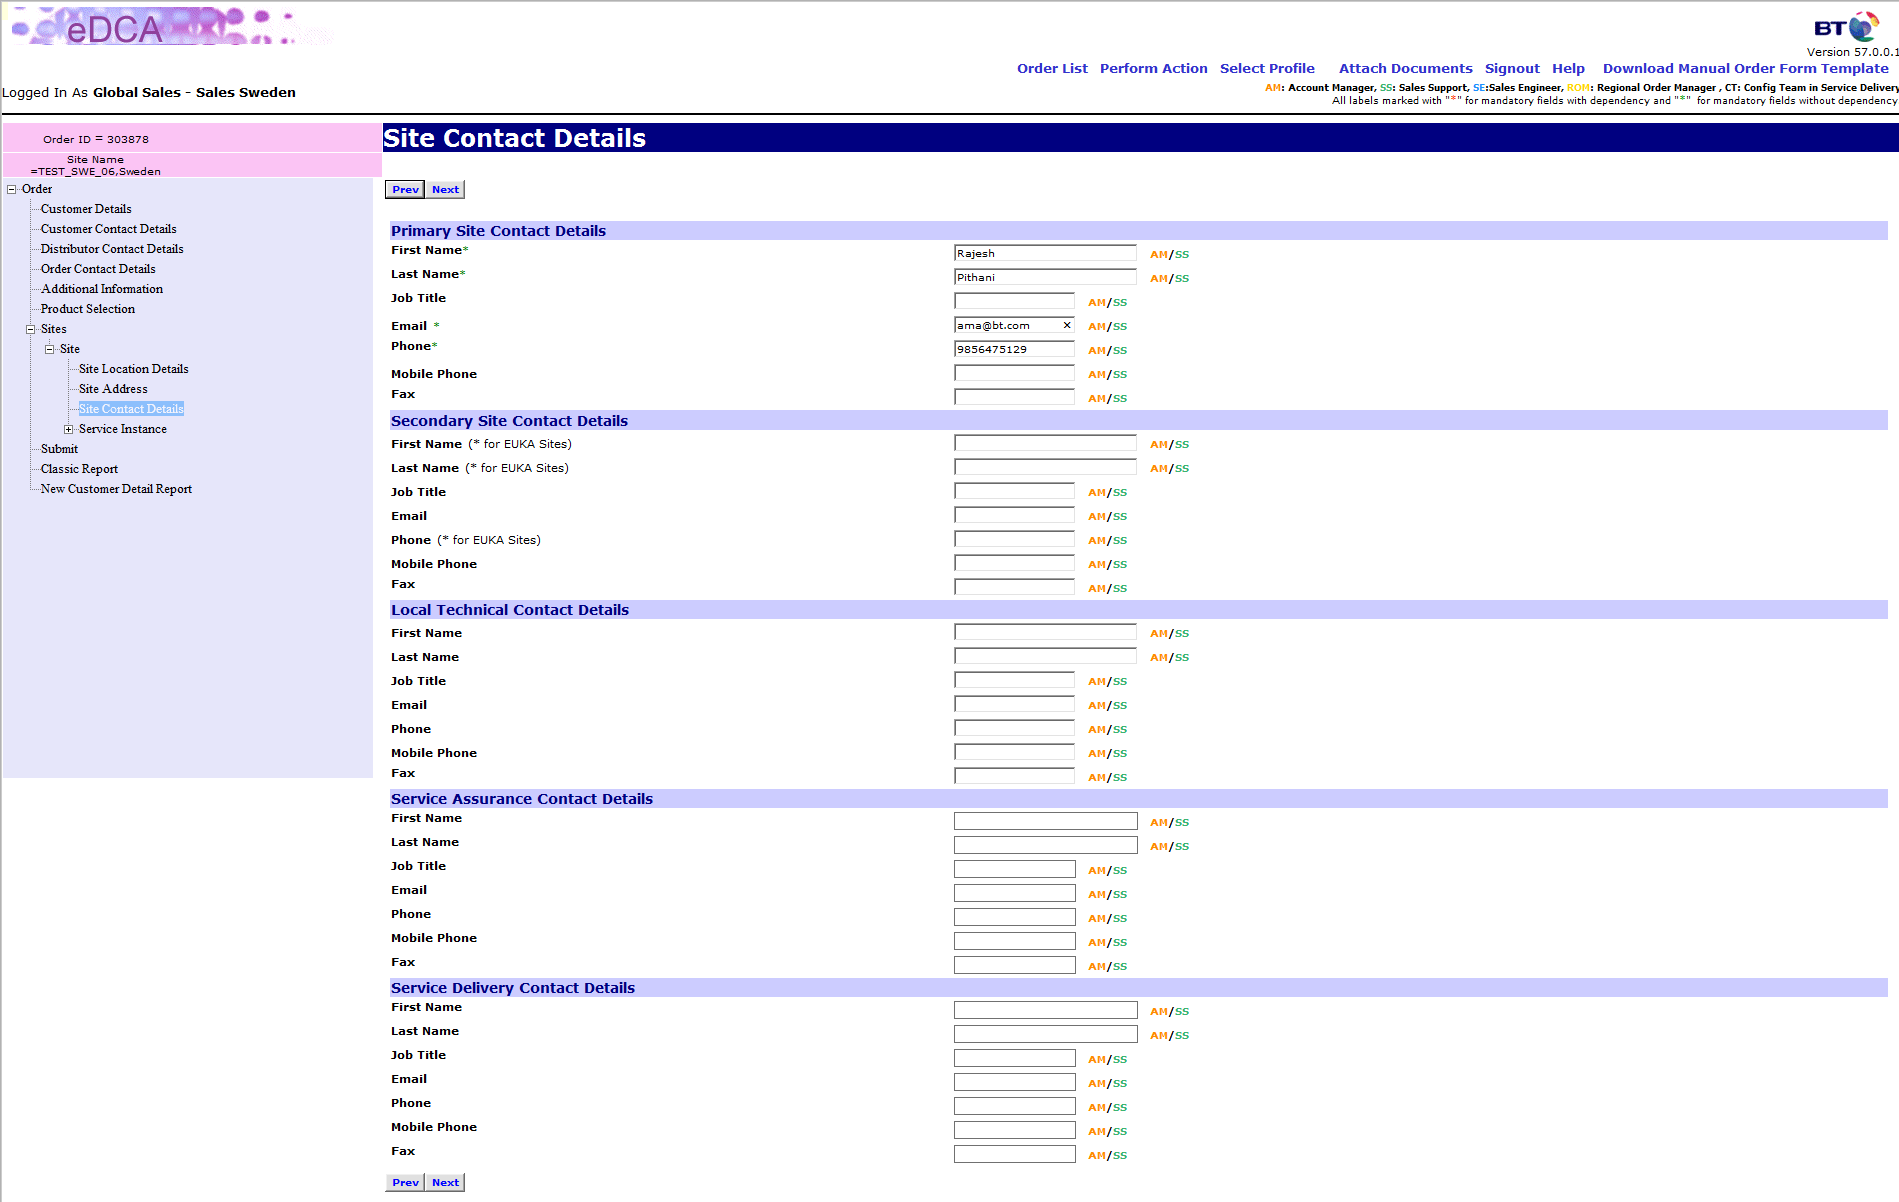 eDCA
BT
Version 57.0.0.1
Order List Perform Action Select Profile Attach Documents Signout Help Download Manual Order Form Template
Logged In As Global Sales - Sales Sweden
AM: Account Manager, SS: Sales Support, SE:Sales Engineer, ROM: Regional Order Manager , CT: Config Team in Service Delivery
All labels marked with "*" for mandatory fields with dependency and "*" for mandatory fields without dependency
Order ID = 303878
Site Name
=TEST_SWE_06,Sweden
Order
Customer Details
Customer Contact Details
Distributor Contact Details
Order Contact Details
Additional Information
Product Selection
Sites
Site
Site Location Details
Site Address
Site Contact Details
Service Instance
Submit
Classic Report
New Customer Detail Report
Site Contact Details
Prev Next
Primary Site Contact Details
First Name* Rajesh AM/SS
Last Name* Pithani AM/SS
Job Title AM/SS
Email * ama@bt.com × AM/SS
Phone* 9856475129 AM/SS
Mobile Phone AM/SS
Fax AM/SS
Secondary Site Contact Details
First Name (* for EUKA Sites) AM/SS
Last Name (* for EUKA Sites) AM/SS
Job Title AM/SS
Email AM/SS
Phone (* for EUKA Sites) AM/SS
Mobile Phone AM/SS
Fax AM/SS
Local Technical Contact Details
First Name AM/SS
Last Name AM/SS
Job Title AM/SS
Email AM/SS
Phone AM/SS
Mobile Phone AM/SS
Fax AM/SS
Service Assurance Contact Details
First Name AM/SS
Last Name AM/SS
Job Title AM/SS
Email AM/SS
Phone AM/SS
Mobile Phone AM/SS
Fax AM/SS
Service Delivery Contact Details
First Name AM/SS
Last Name AM/SS
Job Title AM/SS
Email AM/SS
Phone AM/SS
Mobile Phone AM/SS
Fax AM/SS
Prev Next